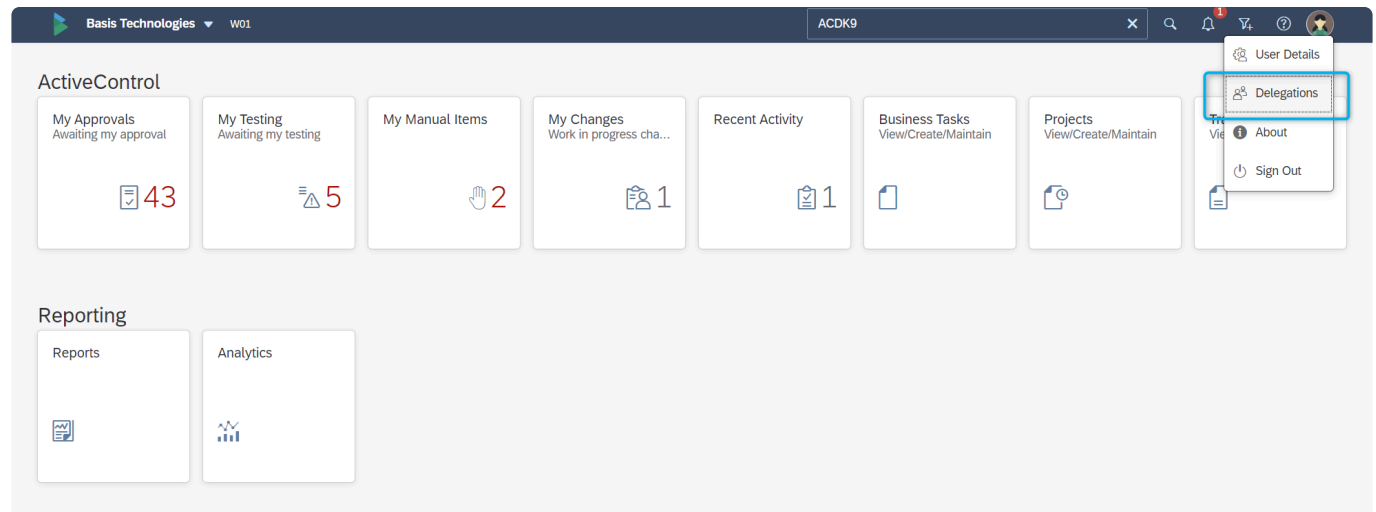 Basis Technologies W01 ACDK9 1
User Details
Delegations
About
Sign Out
ActiveControl
My Approvals
Awaiting my approval
43
My Testing
Awaiting my testing
5
My Manual Items
2
My Changes
Work in progress cha...
1
Recent Activity
1
Business Tasks
View/Create/Maintain
Projects
View/Create/Maintain
Reporting
Reports
Analytics